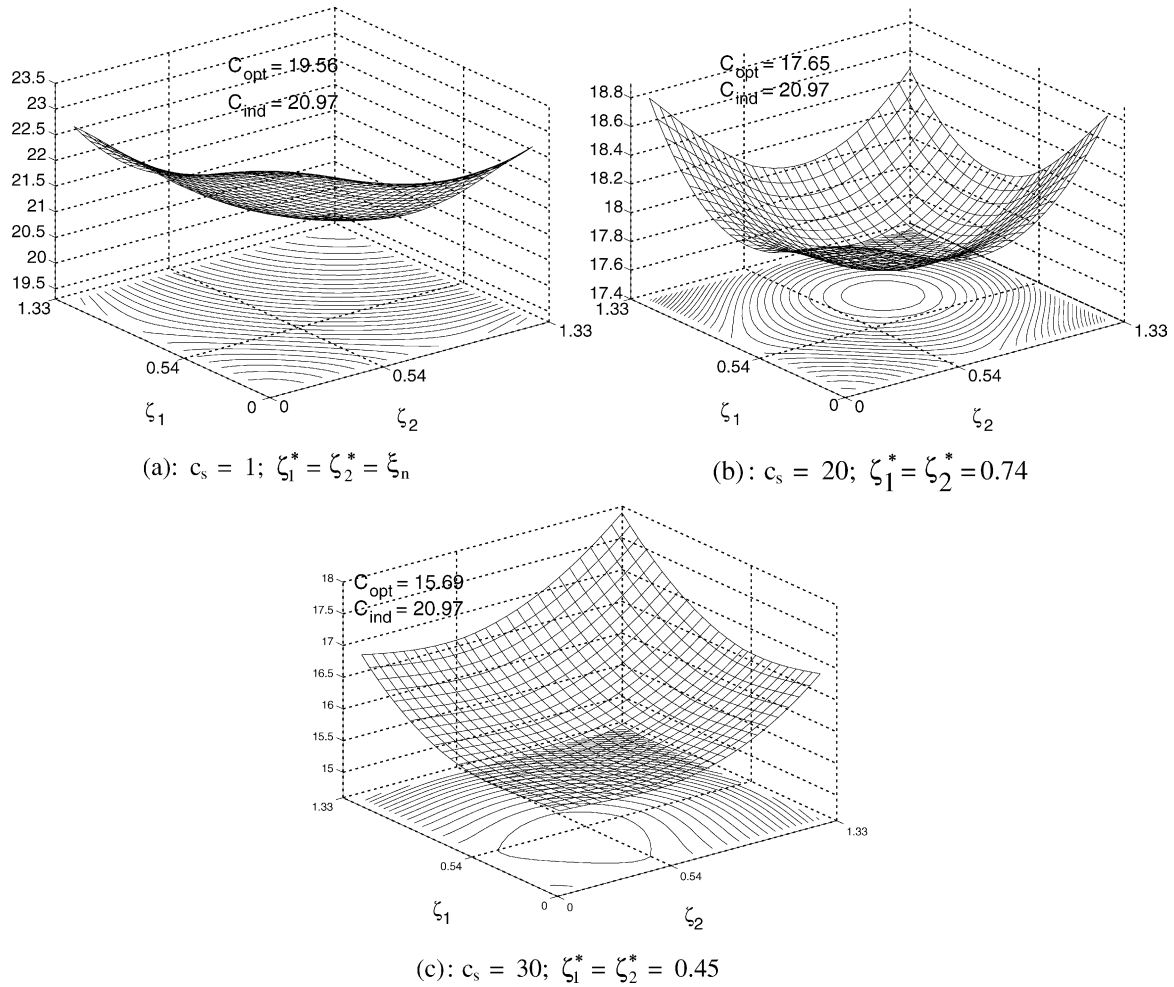 C_opt = 19.56
C_ind = 20.97
23.5
23
22.5
22
21.5
21
20.5
20
19.5
1.33
0.54
0
0
0.54
1.33
ζ_1
ζ_2
(a): c_s = 1; ζ_1^* = ζ_2^* = ξ_n
C_opt = 17.65
C_ind = 20.97
18.8
18.6
18.4
18.2
18
17.8
17.6
17.4
1.33
0.54
0
0
0.54
1.33
ζ_1
ζ_2
(b): c_s = 20; ζ_1^* = ζ_2^* = 0.74
C_opt = 15.69
C_ind = 20.97
18
17.5
17
16.5
16
15.5
15
1.33
0.54
0
0
0.54
1.33
ζ_1
ζ_2
(c): c_s = 30; ζ_1^* = ζ_2^* = 0.45